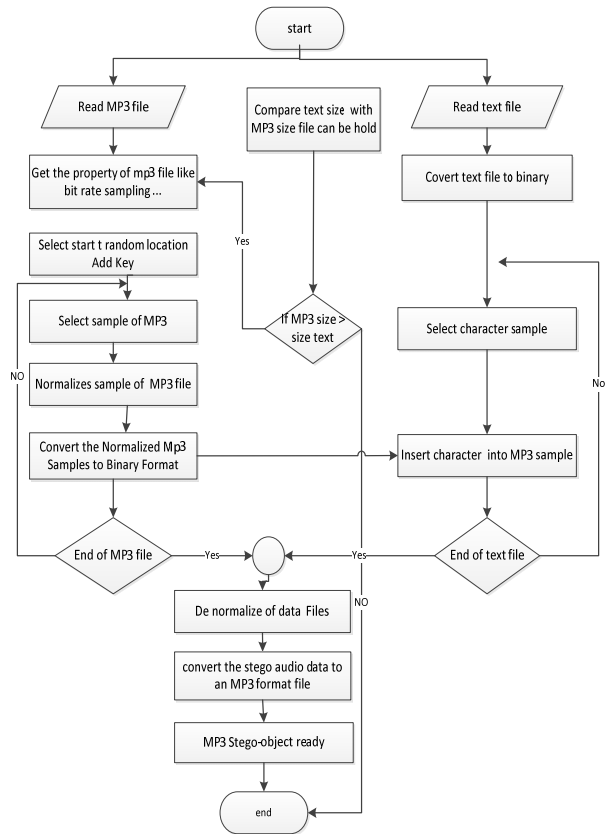 start
Read MP3 file
Compare text size with
MP3 size file can be hold
Read text file
Get the property of mp3 file like
bit rate sampling ...
Covert text file to binary
Yes
Select start t random location
Add Key
Select sample of MP3
If MP3 size >
size text
Select character sample
NO
Normalizes sample of MP3 file
No
Convert the Normalized Mp3
Samples to Binary Format
Insert character into MP3 sample
End of MP3 file
Yes
Yes
End of text file
NO
De normalize of data Files
convert the stego audio data to
an MP3 format file
MP3 Stego-object ready
end